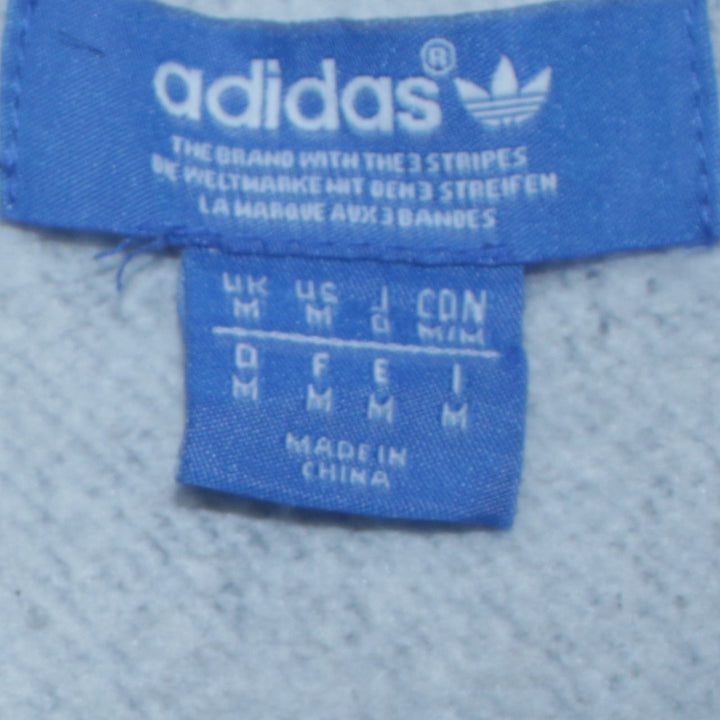 adidas®
THE BRAND WITH THE 3 STRIPES
DIE WELTMARKE MIT DEN 3 STREIFEN
LA MARQUE AUX 3 BANDES
UK US J CDN
M M O M/M
D F E I
M M M M
MADE IN
CHINA